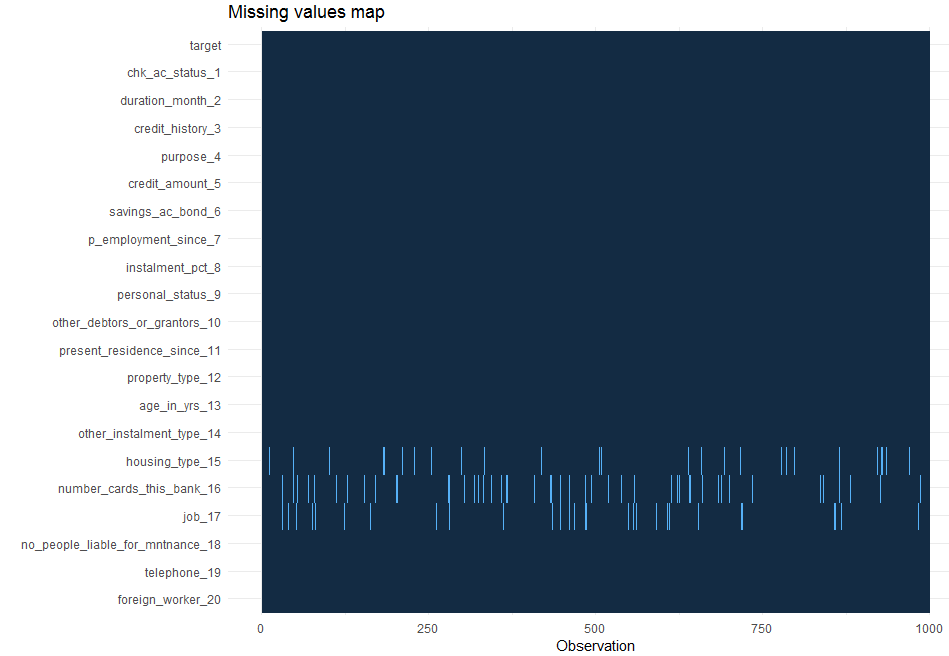 Missing values map
target
chk_ac_status_1
duration_month_2
credit_history_3
purpose_4
credit_amount_5
savings_ac_bond_6
p_employment_since_7
instalment_pct_8
personal_status_9
other_debtors_or_grantors_10
present_residence_since_11
property_type_12
age_in_yrs_13
other_instalment_type_14
housing_type_15
number_cards_this_bank_16
job_17
no_people_liable_for_mntnance_18
telephone_19
foreign_worker_20
0 250 500 750 1000
Observation